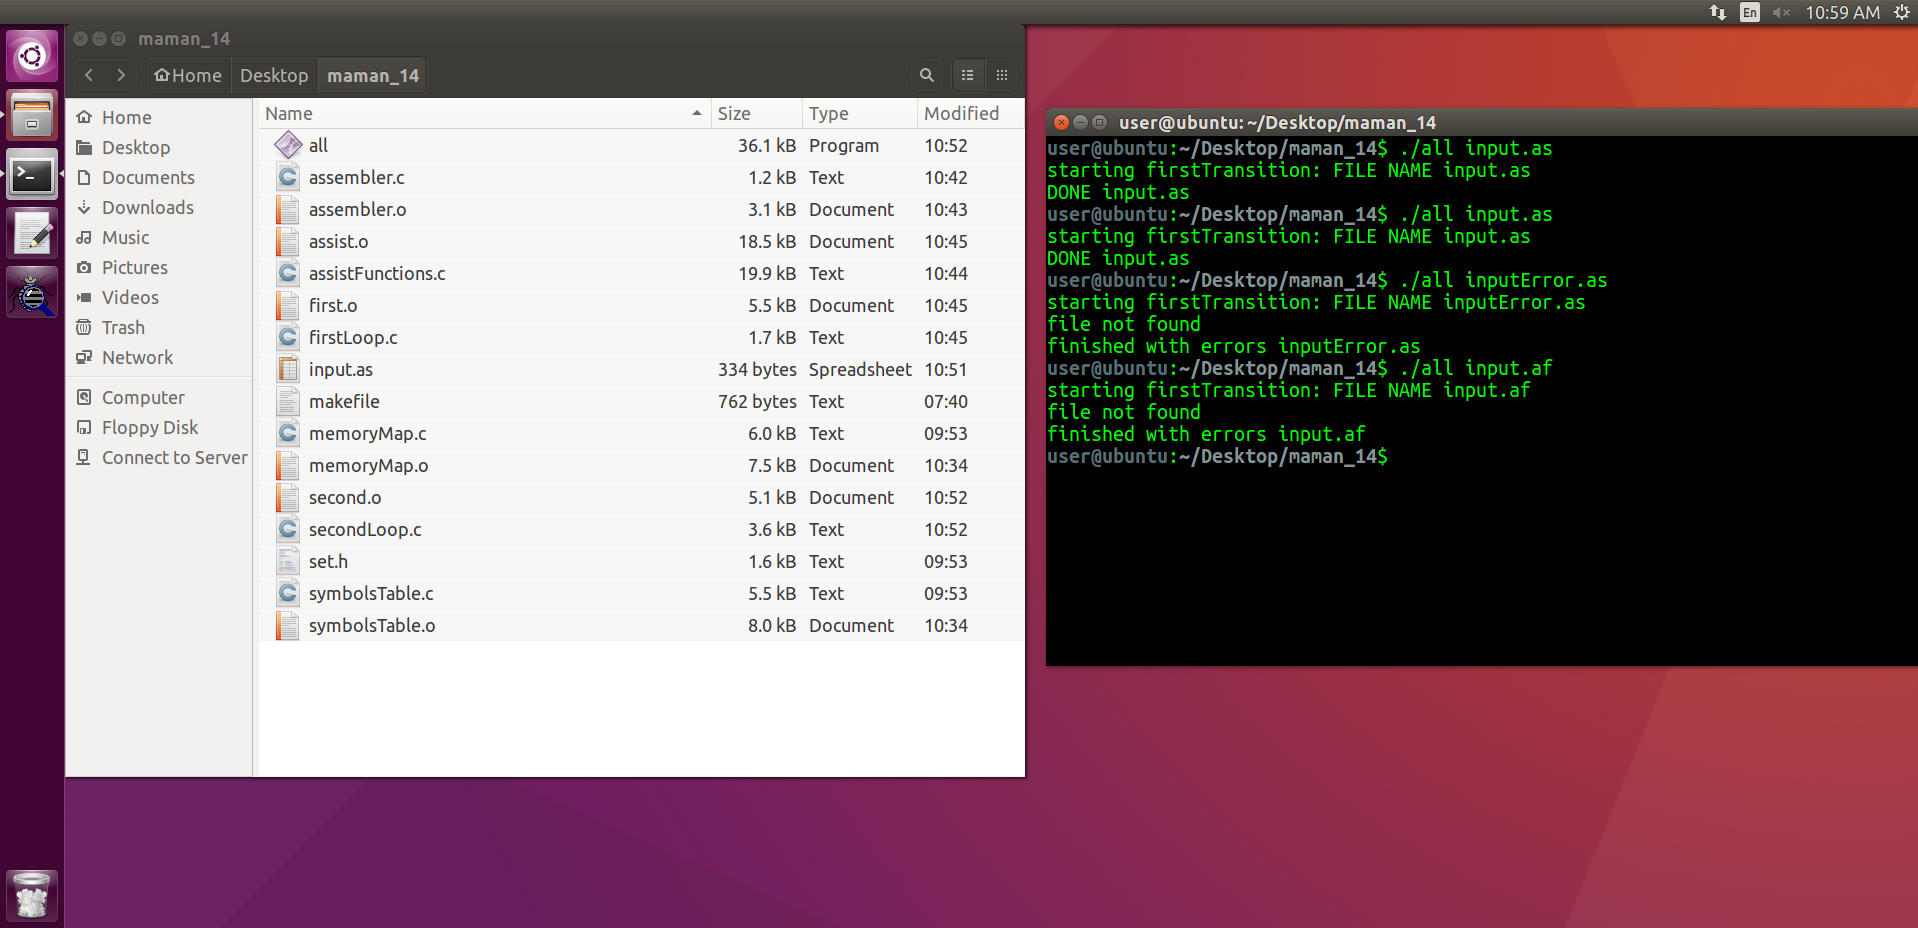 En 10:59 AM
maman_14
Home Desktop maman_14
Home
Desktop
Documents
Downloads
Music
Pictures
Videos
Trash
Network
Computer
Floppy Disk
Connect to Server
Name Size Type Modified
all 36.1 kB Program 10:52
assembler.c 1.2 kB Text 10:42
assembler.o 3.1 kB Document 10:43
assist.o 18.5 kB Document 10:45
assistFunctions.c 19.9 kB Text 10:44
first.o 5.5 kB Document 10:45
firstLoop.c 1.7 kB Text 10:45
input.as 334 bytes Spreadsheet 10:51
makefile 762 bytes Text 07:40
memoryMap.c 6.0 kB Text 09:53
memoryMap.o 7.5 kB Document 10:34
second.o 5.1 kB Document 10:52
secondLoop.c 3.6 kB Text 10:52
set.h 1.6 kB Text 09:53
symbolsTable.c 5.5 kB Text 09:53
symbolsTable.o 8.0 kB Document 10:34
user@ubuntu: ~/Desktop/maman_14
user@ubuntu:~/Desktop/maman_14$ ./all input.as
starting firstTransition: FILE NAME input.as
DONE input.as
user@ubuntu:~/Desktop/maman_14$ ./all input.as
starting firstTransition: FILE NAME input.as
DONE input.as
user@ubuntu:~/Desktop/maman_14$ ./all inputError.as
starting firstTransition: FILE NAME inputError.as
file not found
finished with errors inputError.as
user@ubuntu:~/Desktop/maman_14$ ./all input.af
starting firstTransition: FILE NAME input.af
file not found
finished with errors input.af
user@ubuntu:~/Desktop/maman_14$